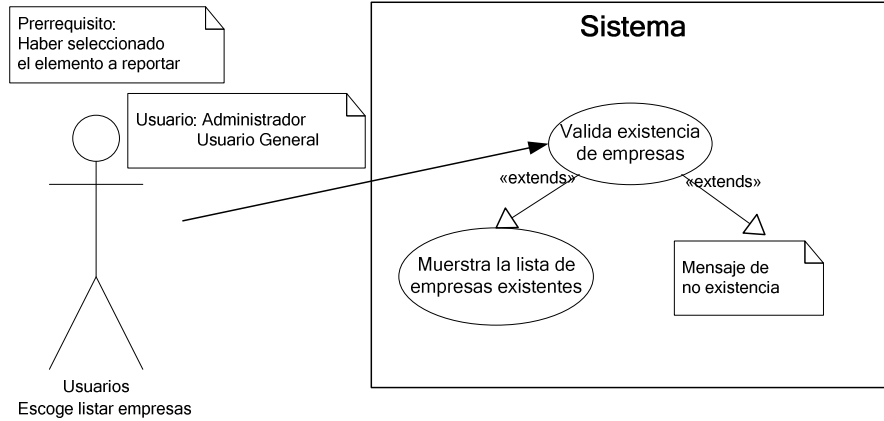 Prerrequisito:
Haber seleccionado
el elemento a reportar
Usuario: Administrador
Usuario General
Usuarios
Escoge listar empresas
Sistema
Valida existencia
de empresas
«extends»
«extends»
Muerstra la lista de
empresas existentes
Mensaje de
no existencia